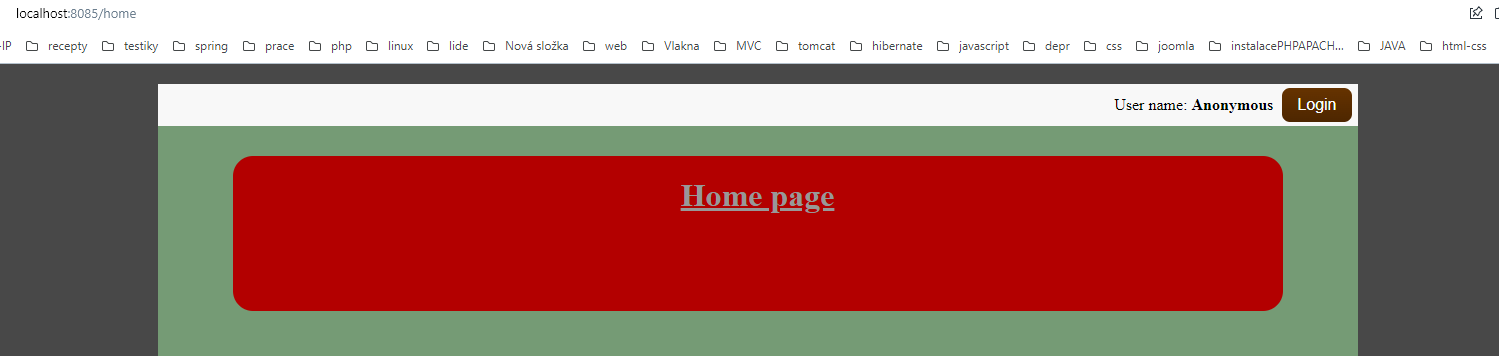 localhost:8085/home
-IP recepty testiky spring prace php linux lide Nová složka web Vlakna MVC tomcat hibernate javascript depr css joomla instalacePHPAPACH... JAVA html-css
User name: Anonymous Login
Home page